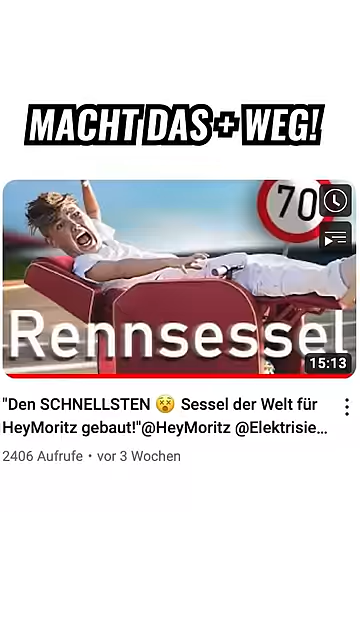 MACHT DAS + WEG!
70
Rennsessel
15:13
"Den SCHNELLSTEN 😵 Sessel der Welt für
HeyMoritz gebaut!"@HeyMoritz @Elektrisie...
2406 Aufrufe • vor 3 Wochen